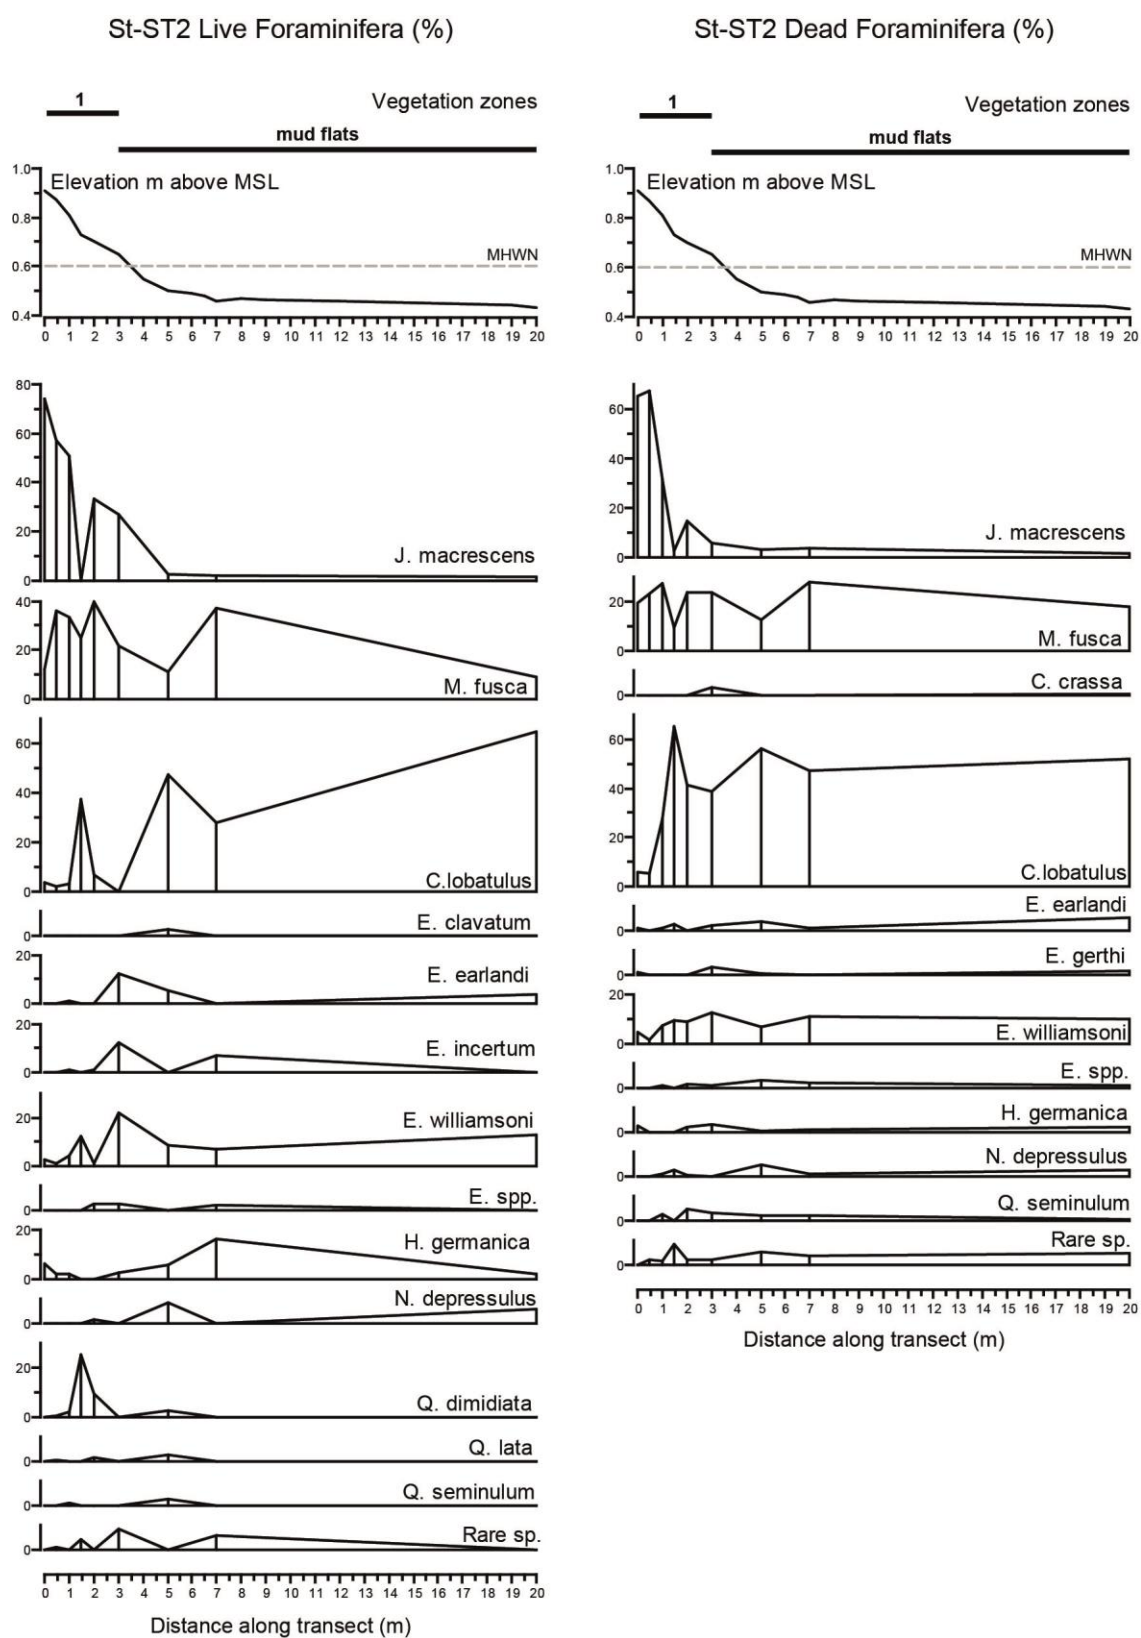 St-ST2 Live Foraminifera (%)
1
Vegetation zones
mud flats
Elevation m above MSL
1.0
0.8
0.6
0.4
MHWN
0 1 2 3 4 5 6 7 8 9 10 11 12 13 14 15 16 17 18 19 20
80
60
40
20
0
J. macrescens
40
20
0
M. fusca
60
40
20
0
C.lobatulus
0
E. clavatum
20
0
E. earlandi
20
0
E. incertum
20
0
E. williamsoni
0
E. spp.
20
0
H. germanica
0
N. depressulus
20
0
Q. dimidiata
0
Q. lata
0
Q. seminulum
0
Rare sp.
0 1 2 3 4 5 6 7 8 9 10 11 12 13 14 15 16 17 18 19 20
Distance along transect (m)
St-ST2 Dead Foraminifera (%)
1
Vegetation zones
mud flats
Elevation m above MSL
1.0
0.8
0.6
0.4
MHWN
0 1 2 3 4 5 6 7 8 9 10 11 12 13 14 15 16 17 18 19 20
60
40
20
0
J. macrescens
20
0
M. fusca
0
C. crassa
60
40
20
0
C.lobatulus
0
E. earlandi
0
E. gerthi
20
0
E. williamsoni
0
E. spp.
0
H. germanica
0
N. depressulus
0
Q. seminulum
0
Rare sp.
0 1 2 3 4 5 6 7 8 9 10 11 12 13 14 15 16 17 18 19 20
Distance along transect (m)